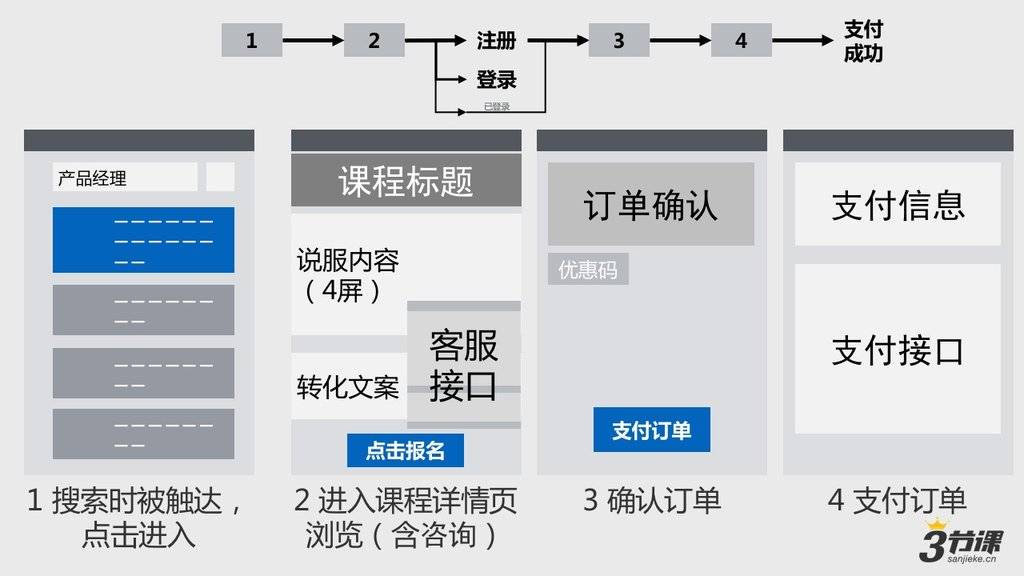 1
2
注册
3
4
支付
成功
登录
已登录
产品经理
课程标题
说服内容
（4屏）
客服
接口
转化文案
点击报名
订单确认
优惠码
支付订单
支付信息
支付接口
1 搜索时被触达，
点击进入
2 进入课程详情页
浏览（含咨询）
3 确认订单
4 支付订单
3节课
sanjieke.cn